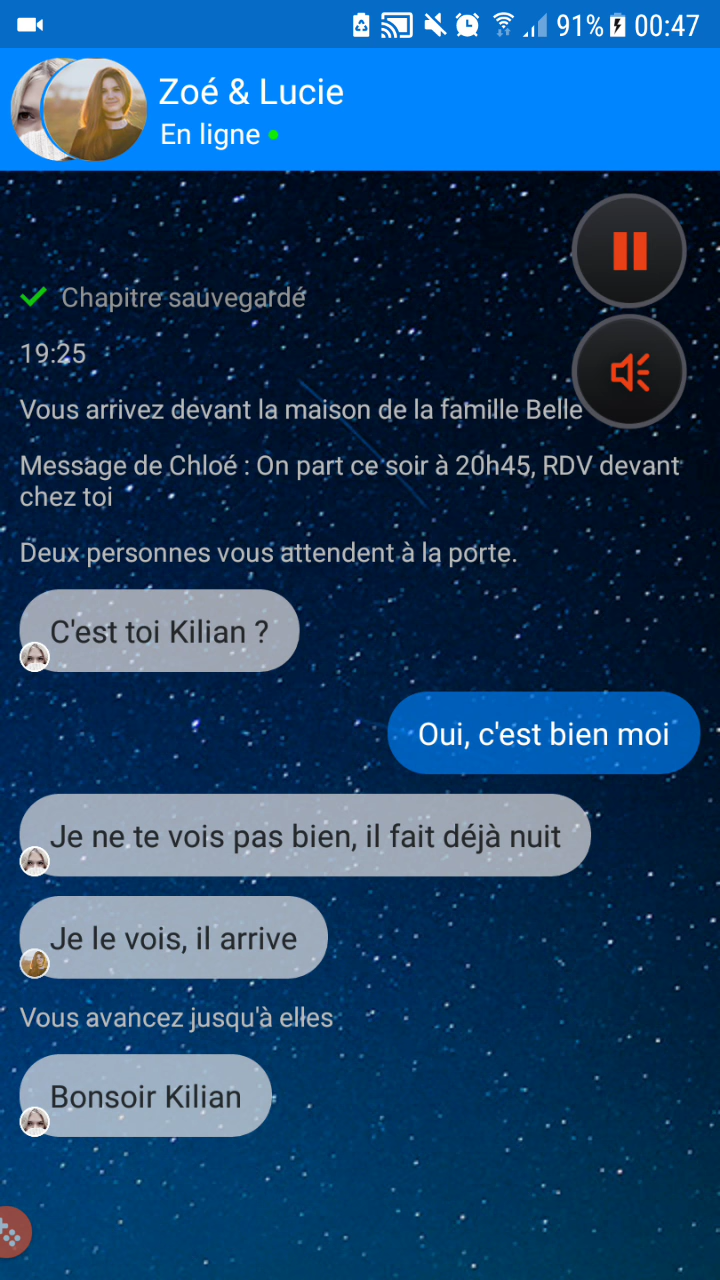 91% 00:47
Zoé & Lucie
En ligne
Chapitre sauvegardé
19:25
Vous arrivez devant la maison de la famille Belle
Message de Chloé : On part ce soir à 20h45, RDV devant
chez toi
Deux personnes vous attendent à la porte.
C'est toi Kilian ?
Oui, c'est bien moi
Je ne te vois pas bien, il fait déjà nuit
Je le vois, il arrive
Vous avancez jusqu'à elles
Bonsoir Kilian